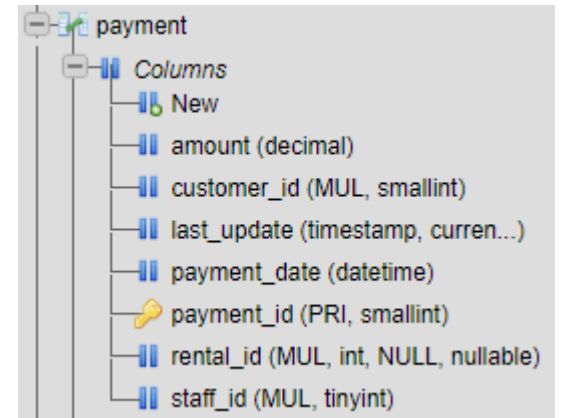 payment
Columns
New
amount (decimal)
customer_id (MUL, smallint)
last_update (timestamp, curren...)
payment_date (datetime)
payment_id (PRI, smallint)
rental_id (MUL, int, NULL, nullable)
staff_id (MUL, tinyint)